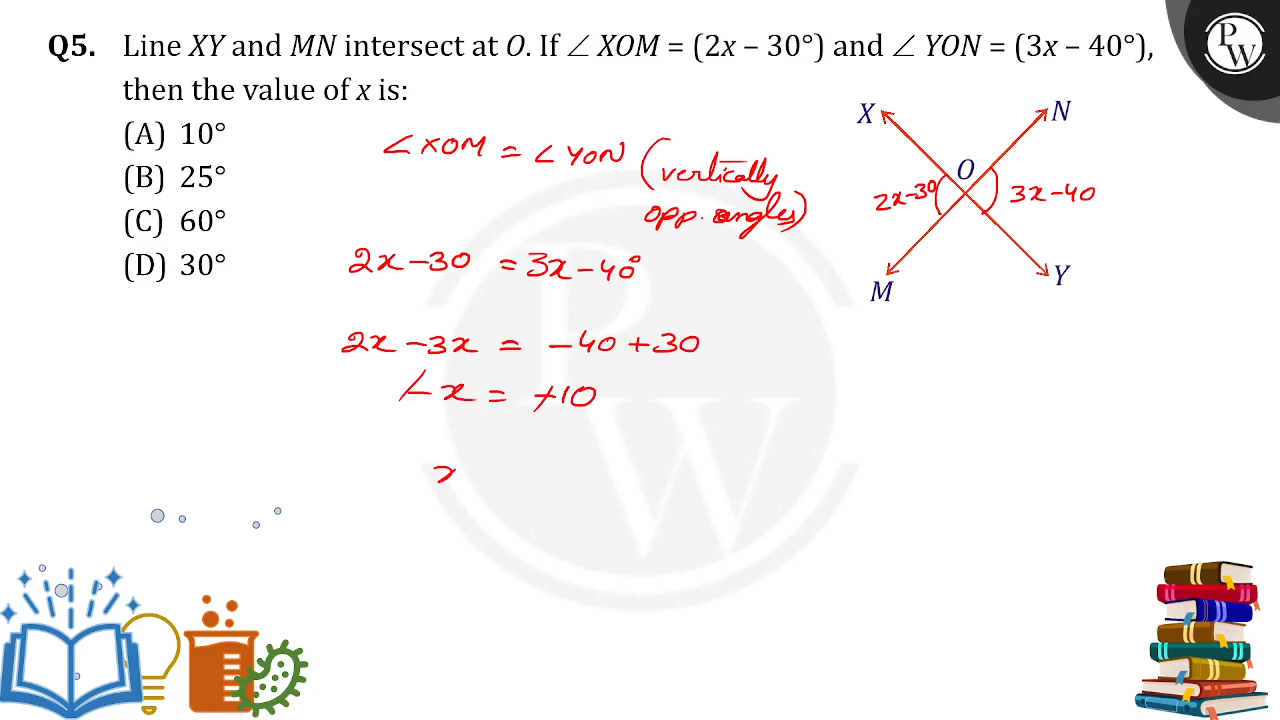 Q5. Line XY and MN intersect at O. If ∠ XOM = (2x – 30°) and ∠ YON = (3x – 40°),
then the value of x is:
(A) 10°
(B) 25°
(C) 60°
(D) 30°
∠XOM = ∠YON (vertically
opp. angles)
2x - 30 = 3x - 40°
2x - 3x = - 40 + 30
- x = - 10
x
X
N
O
2x-30
3x-40
M
Y
PW
PW